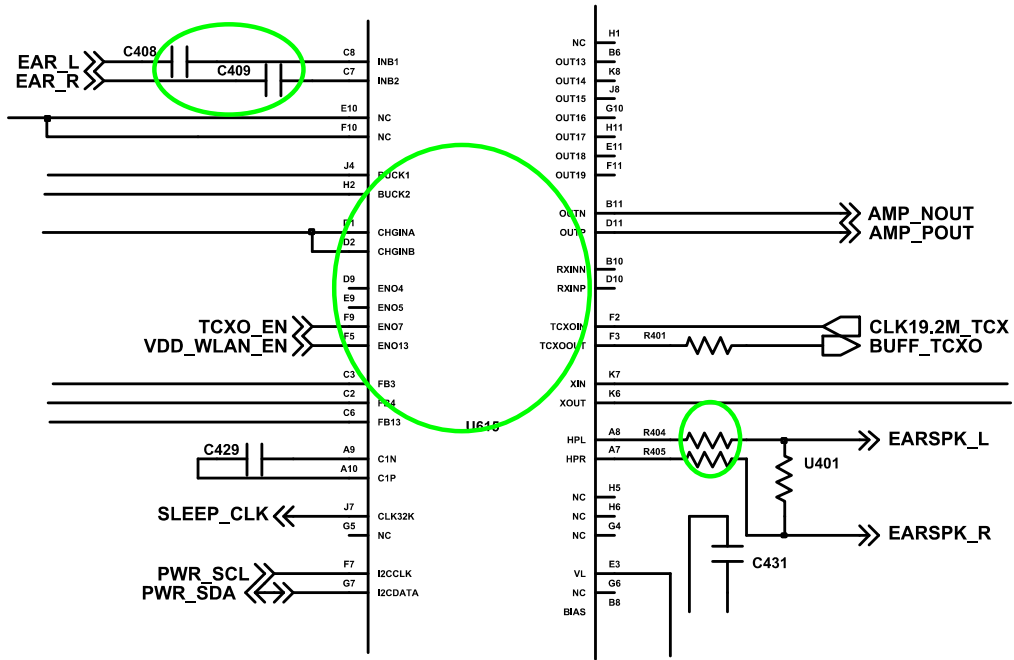 H1
NC
C408 C8 B6
EAR_L INB1 OUT13
C409 C7 K8
EAR_R INB2 OUT14
J8
OUT15
E10 G10
NC OUT16
F10 H11
NC OUT17
E11
OUT18
J4 F11
BUCK1 OUT19
H2
BUCK2
B11
OUTN AMP_NOUT
D1 D11
CHGINA OUTP AMP_POUT
D2
CHGINB
B10
RXINN
D9 D10
ENO4 RXINP
E9
ENO5
F9 F2
TCXO_EN ENO7 TCXOIN CLK19.2M_TCX
F5 F3 R401
VDD_WLAN_EN ENO13 TCXOOUT BUFF_TCXO
C3 K7
FB3 XIN
C2 K6
FB4 XOUT
C6
FB13 U615
A8 R404
HPL EARSPK_L
C429 A9 A7 R405
C1N HPR U401
A10
C1P
H5
NC
J7 H6
SLEEP_CLK CLK32K NC
G5 G4
NC NC EARSPK_R
C431
F7 E3
PWR_SCL I2CCLK VL
G7 G6
PWR_SDA I2CDATA NC
B8
BIAS